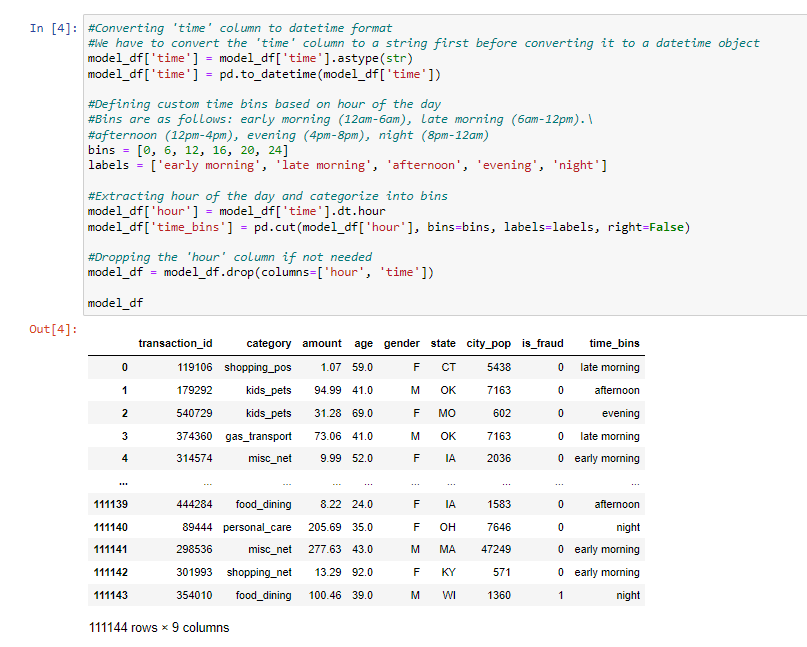 In [4]: #Converting 'time' column to datetime format
#We have to convert the 'time' column to a string first before converting it to a datetime object
model_df['time'] = model_df['time'].astype(str)
model_df['time'] = pd.to_datetime(model_df['time'])
#Defining custom time bins based on hour of the day
#Bins are as follows: early morning (12am-6am), late morning (6am-12pm).\
#afternoon (12pm-4pm), evening (4pm-8pm), night (8pm-12am)
bins = [0, 6, 12, 16, 20, 24]
labels = ['early morning', 'late morning', 'afternoon', 'evening', 'night']
#Extracting hour of the day and categorize into bins
model_df['hour'] = model_df['time'].dt.hour
model_df['time_bins'] = pd.cut(model_df['hour'], bins=bins, labels=labels, right=False)
#Dropping the 'hour' column if not needed
model_df = model_df.drop(columns=['hour', 'time'])
model_df
Out[4]:
transaction_id category amount age gender state city_pop is_fraud time_bins
0 119106 shopping_pos 1.07 59.0 F CT 5438 0 late morning
1 179292 kids_pets 94.99 41.0 M OK 7163 0 afternoon
2 540729 kids_pets 31.28 69.0 F MO 602 0 evening
3 374360 gas_transport 73.06 41.0 M OK 7163 0 late morning
4 314574 misc_net 9.99 52.0 F IA 2036 0 early morning
... ... ... ... ... ... ... ... ... ...
111139 444284 food_dining 8.22 24.0 F IA 1583 0 afternoon
111140 89444 personal_care 205.69 35.0 F OH 7646 0 night
111141 298536 misc_net 277.63 43.0 M MA 47249 0 early morning
111142 301993 shopping_net 13.29 92.0 F KY 571 0 early morning
111143 354010 food_dining 100.46 39.0 M WI 1360 1 night
111144 rows × 9 columns